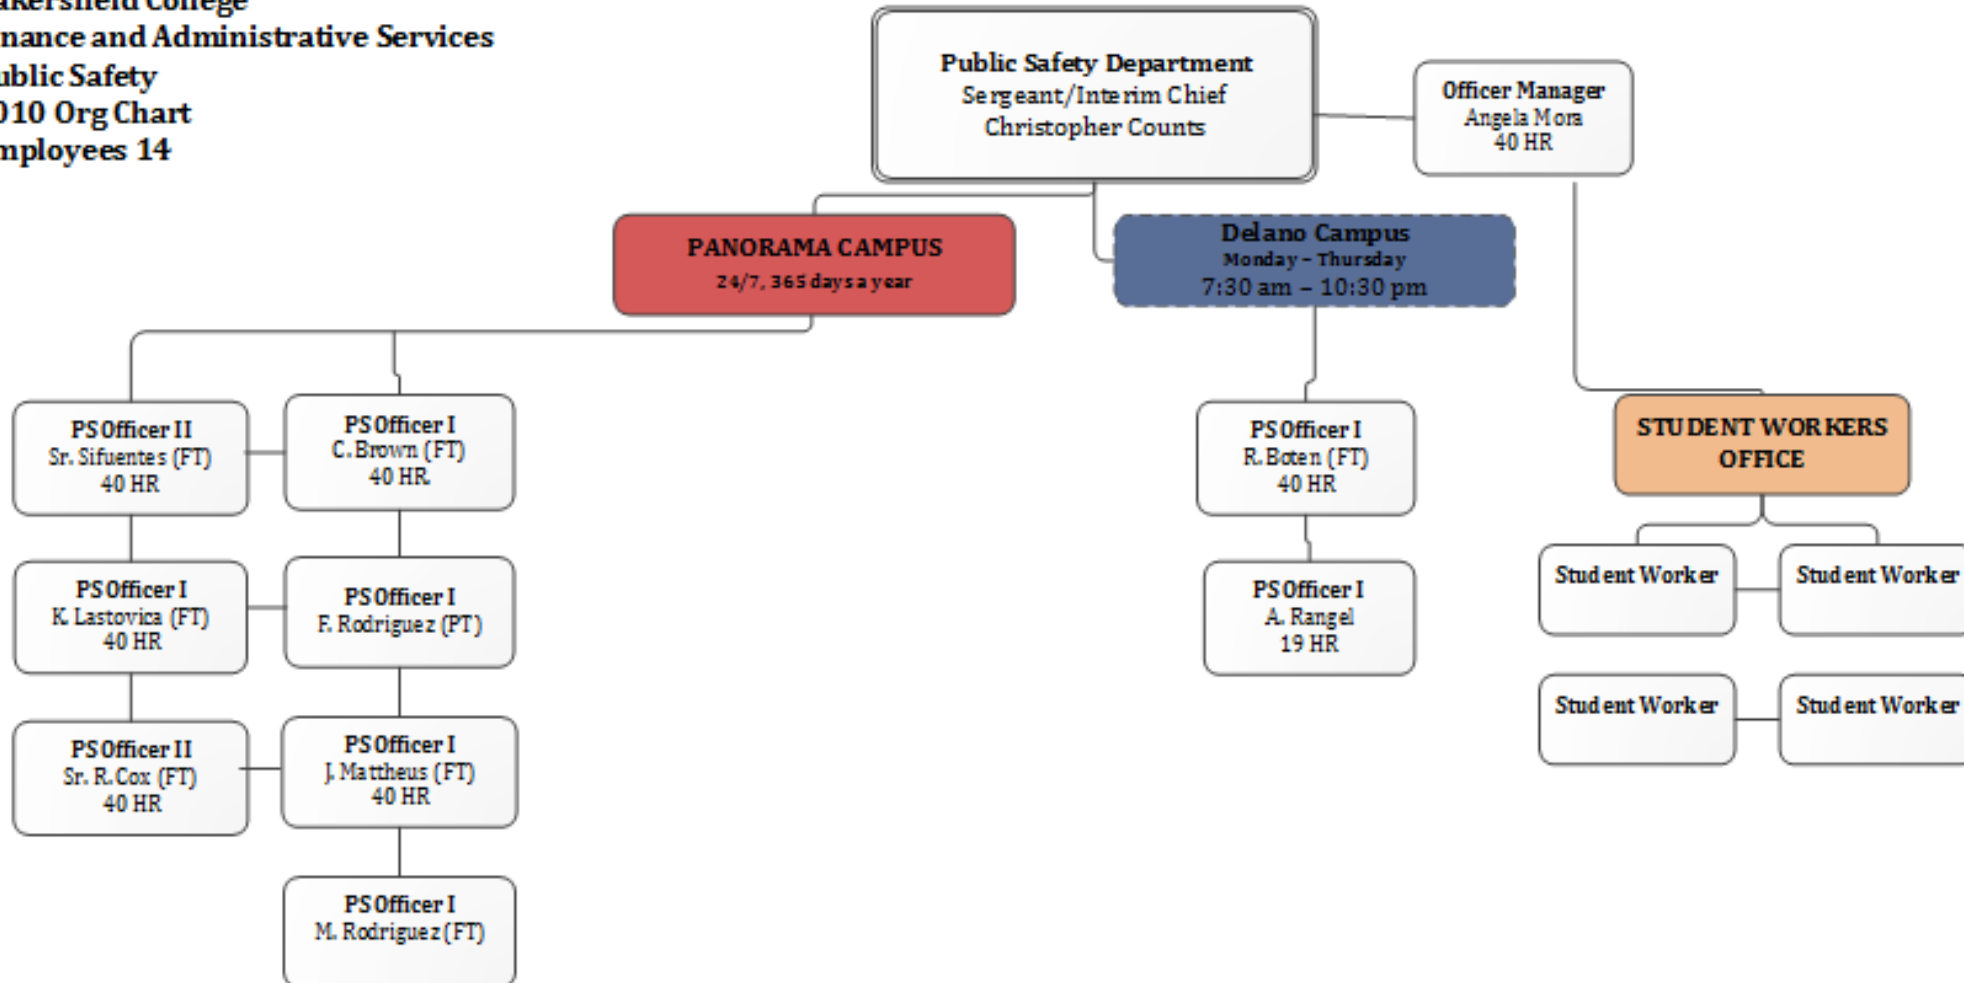 akersfield College
nance and Administrative Services
ublic Safety
010 Org Chart
mployees 14
Public Safety Department
Sergeant/Interim Chief
Christopher Counts
Officer Manager
Angela Mora
40 HR
PANORAMA CAMPUS
24/7, 365 days a year
Delano Campus
Monday – Thursday
7:30 am – 10:30 pm
PS Officer II
Sr. Sifuentes (FT)
40 HR
PS Officer I
C. Brown (FT)
40 HR
PS Officer I
K. Lastovica (FT)
40 HR
PS Officer I
F. Rodriguez (PT)
PS Officer II
Sr. R. Cox (FT)
40 HR
PS Officer I
J. Mattheus (FT)
40 HR
PS Officer I
M. Rodriguez (FT)
PS Officer I
R. Boten (FT)
40 HR
PS Officer I
A. Rangel
19 HR
STUDENT WORKERS
OFFICE
Student Worker
Student Worker
Student Worker
Student Worker